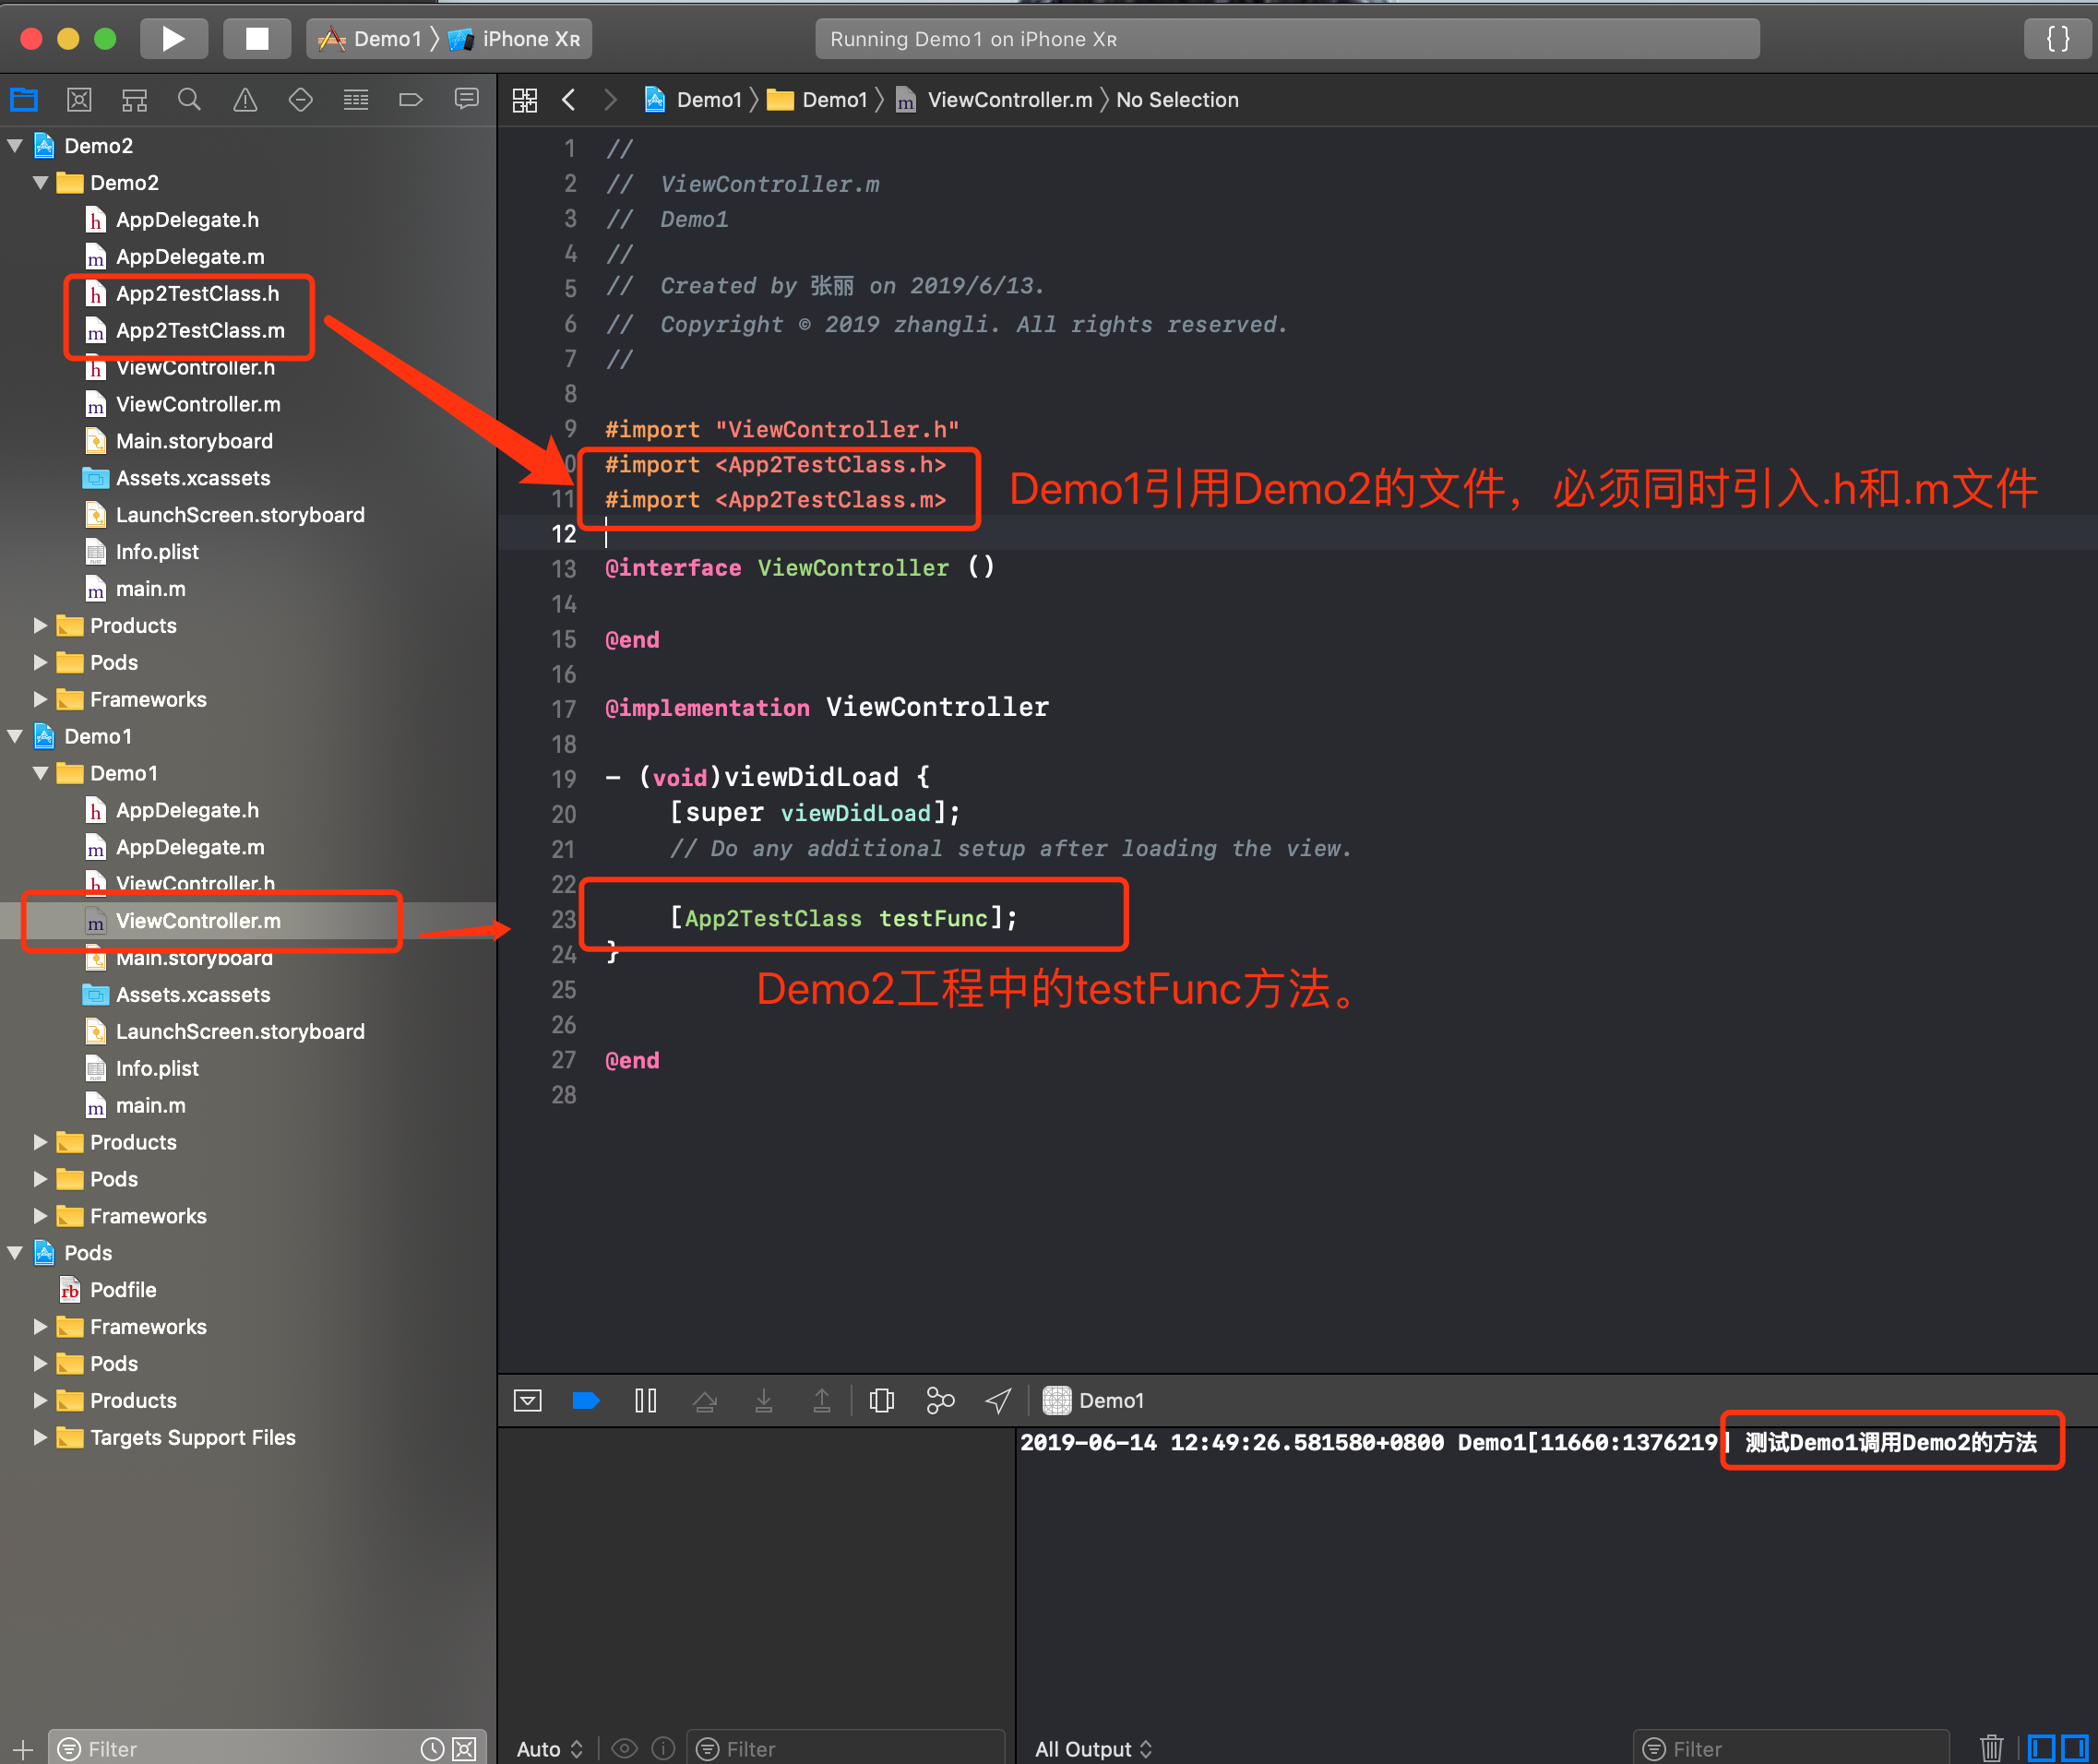 Demo1 〉 iPhone Xʀ
Running Demo1 on iPhone Xʀ
{ }
Demo1 〉 Demo1 〉 ViewController.m 〉 No Selection
Demo2
Demo2
AppDelegate.h
AppDelegate.m
App2TestClass.h
App2TestClass.m
ViewController.h
ViewController.m
Main.storyboard
Assets.xcassets
LaunchScreen.storyboard
Info.plist
main.m
Products
Pods
Frameworks
Demo1
Demo1
AppDelegate.h
AppDelegate.m
ViewController.h
ViewController.m
Main.storyboard
Assets.xcassets
LaunchScreen.storyboard
Info.plist
main.m
Products
Pods
Frameworks
Pods
Podfile
Frameworks
Pods
Products
Targets Support Files
Filter
1 //
2 //  ViewController.m
3 //  Demo1
4 //
5 //  Created by 张丽 on 2019/6/13.
6 //  Copyright © 2019 zhangli. All rights reserved.
7 //
8
9 #import "ViewController.h"
0 #import <App2TestClass.h>
11 #import <App2TestClass.m>
Demo1引用Demo2的文件，必须同时引入.h和.m文件
12
13 @interface ViewController ()
14
15 @end
16
17 @implementation ViewController
18
19 - (void)viewDidLoad {
20     [super viewDidLoad];
21     // Do any additional setup after loading the view.
22
23     [App2TestClass testFunc];
24 }
Demo2工程中的testFunc方法。
25
26
27 @end
28
Demo1
2019-06-14 12:49:26.581580+0800 Demo1[11660:1376219] 测试Demo1调用Demo2的方法
Auto
Filter
All Output
Filter